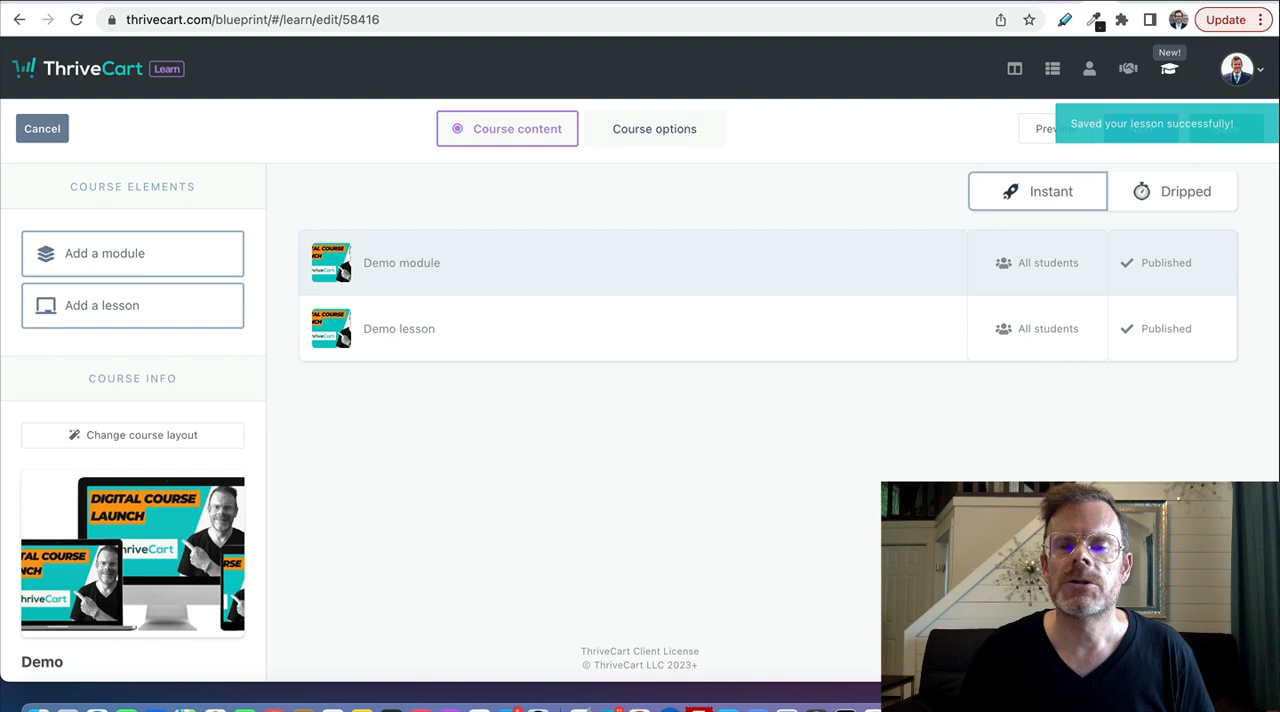 thrivecart.com/blueprint/#/learn/edit/58416
Update
ThriveCart Learn
New!
Cancel
Course content
Course options
Saved your lesson successfully!
COURSE ELEMENTS
Instant
Dripped
Add a module
Add a lesson
Demo module
All students
Published
Demo lesson
All students
Published
COURSE INFO
Change course layout
DIGITAL COURSE
LAUNCH
Demo
ThriveCart Client License
© ThriveCart LLC 2023+